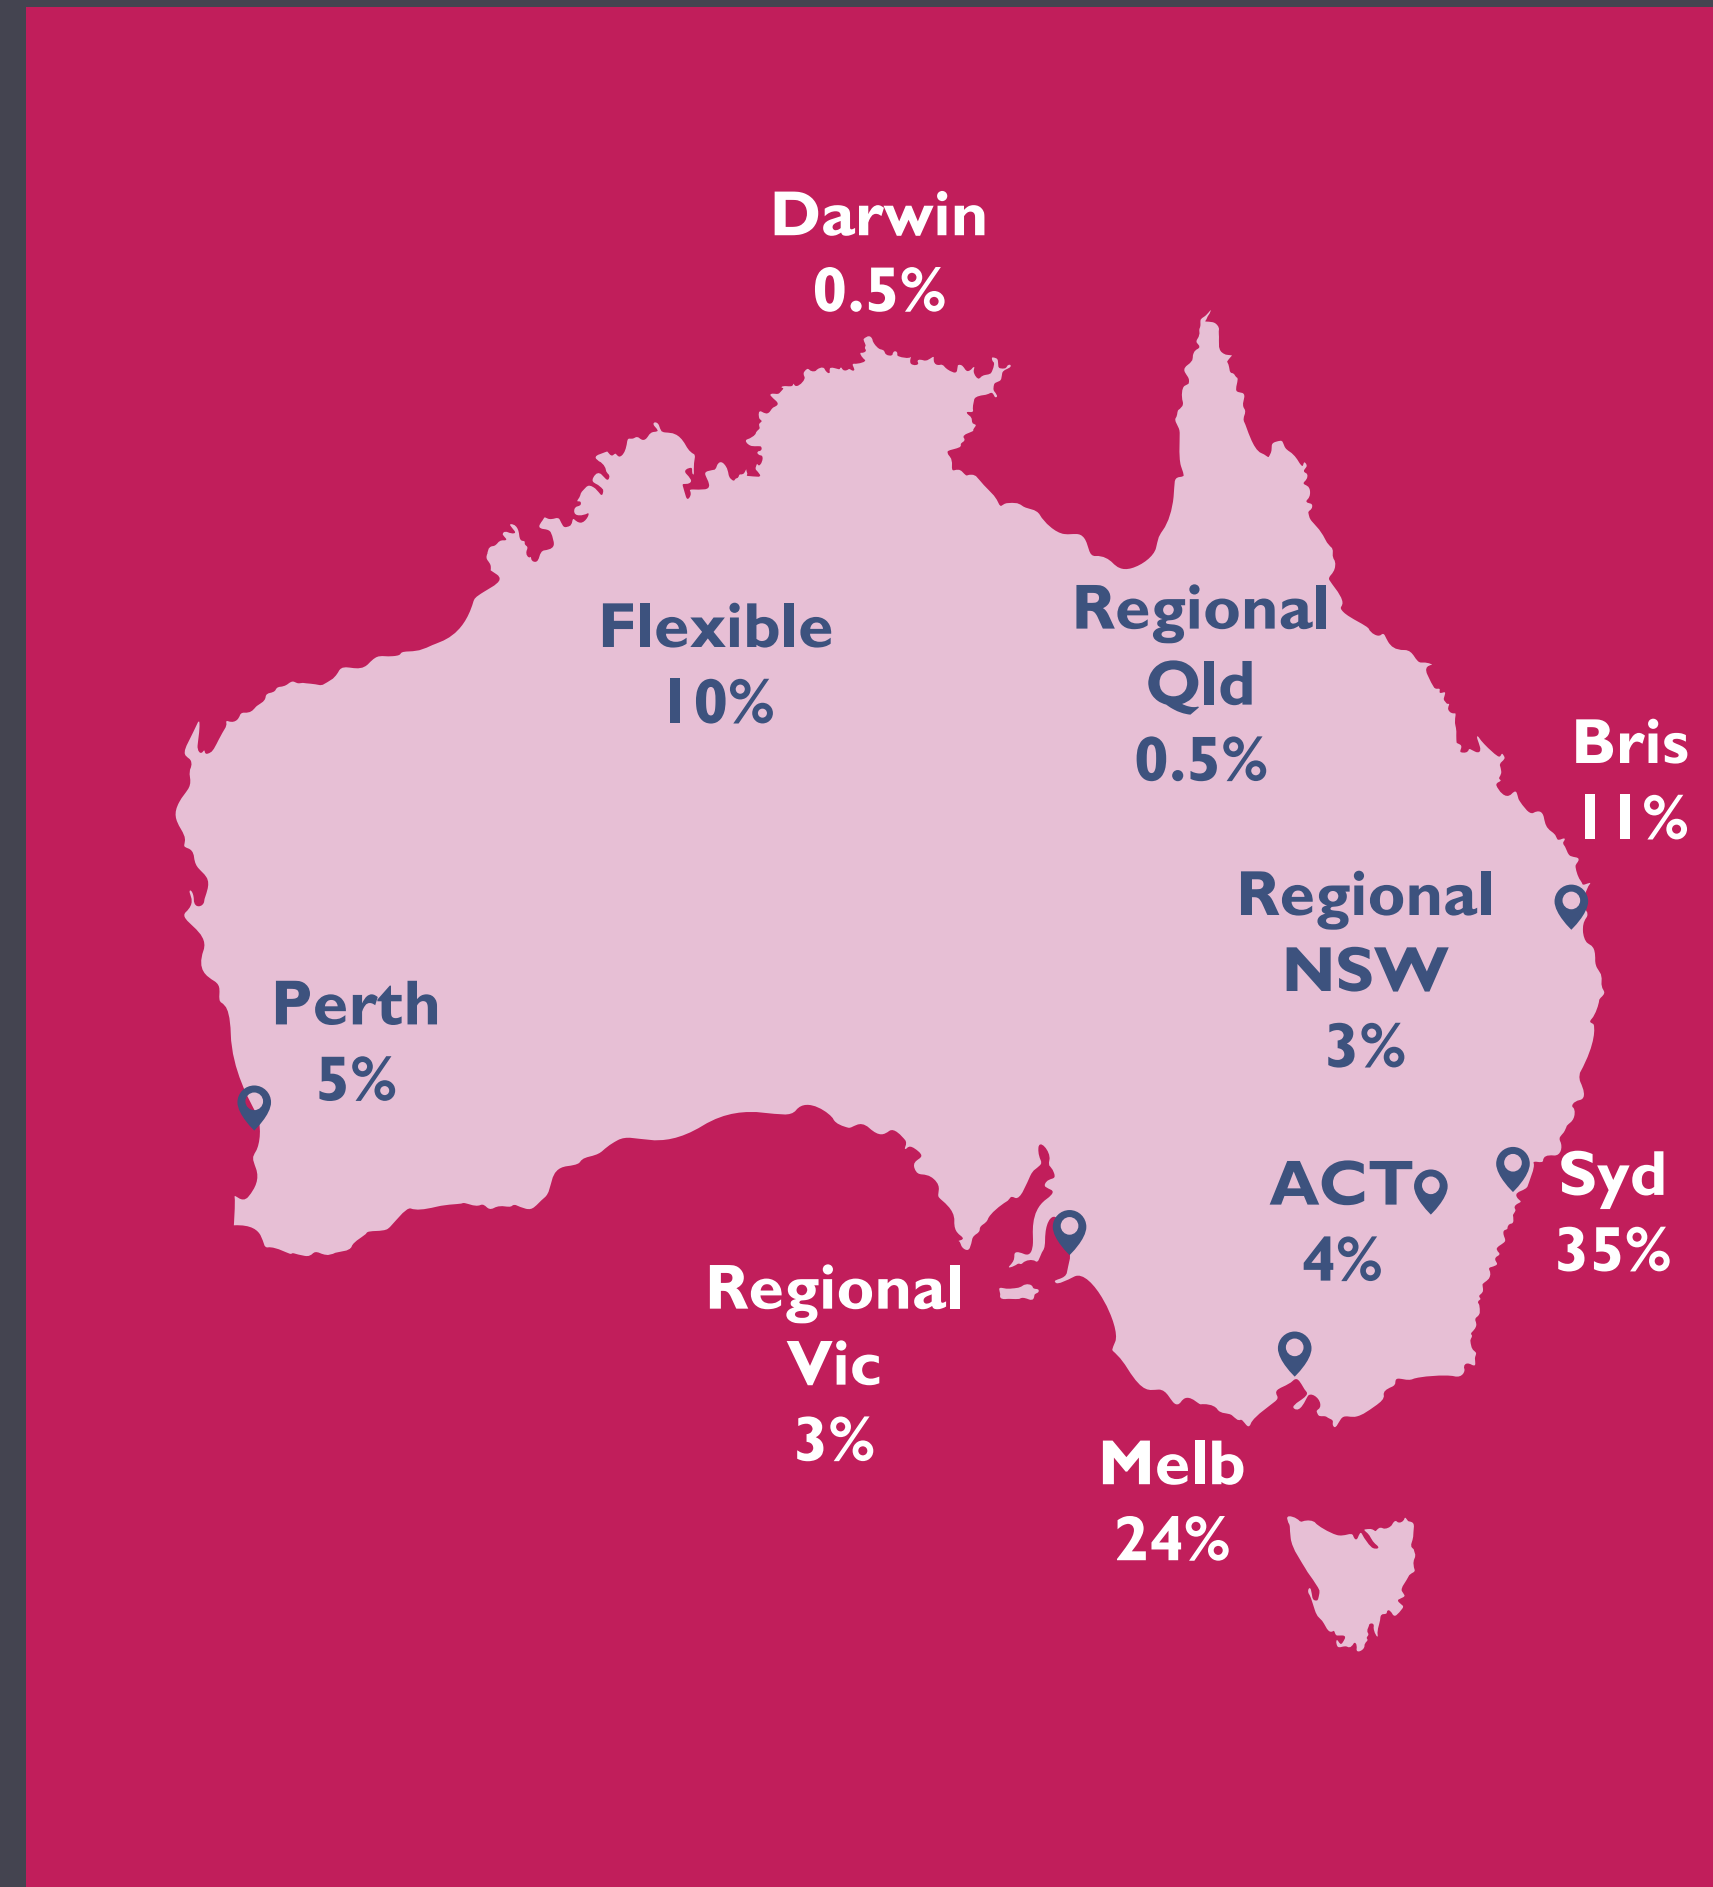 Darwin
0.5%
Flexible
10%
Regional
Qld
0.5%
Bris
11%
Regional
NSW
3%
Perth
5%
ACT
4%
Syd
35%
Regional
Vic
3%
Melb
24%